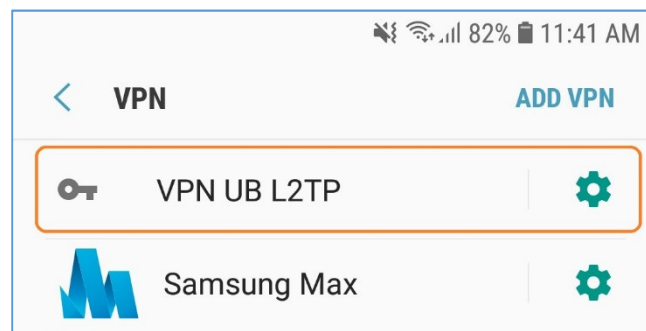 82% 11:41 AM
VPN ADD VPN
VPN UB L2TP
Samsung Max